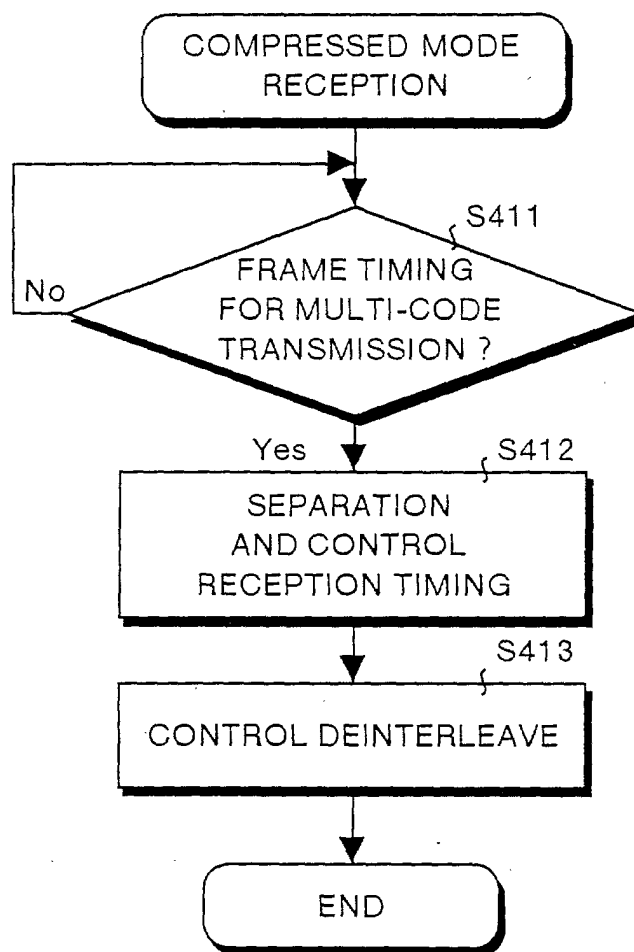 COMPRESSED MODE
RECEPTION
S411
FRAME TIMING
FOR MULTI-CODE
TRANSMISSION ?
No
Yes
S412
SEPARATION
AND CONTROL
RECEPTION TIMING
S413
CONTROL DEINTERLEAVE
END